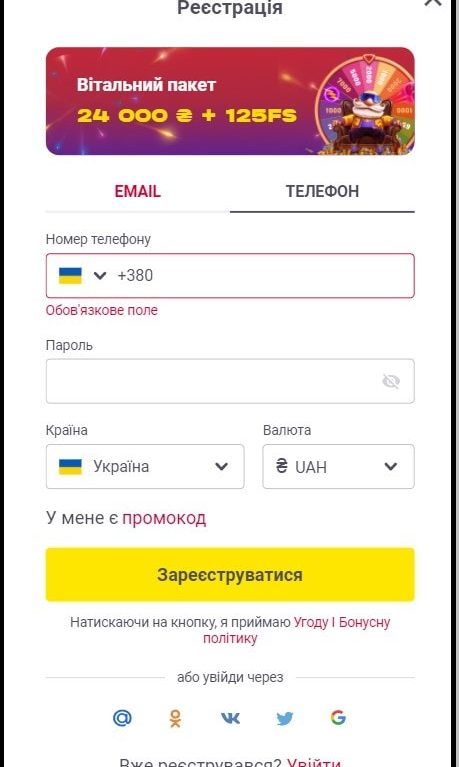 Реєстрація
Вітальний пакет
24 000 ₴ + 125FS
EMAIL
ТЕЛЕФОН
Номер телефону
+380
Обов'язкове поле
Пароль
Країна
Валюта
Україна
₴ UAH
У мене є промокод
Зареєструватися
Натискаючи на кнопку, я приймаю Угоду І Бонусну
політику
або увійди через
Вже реєструвався? Увійти